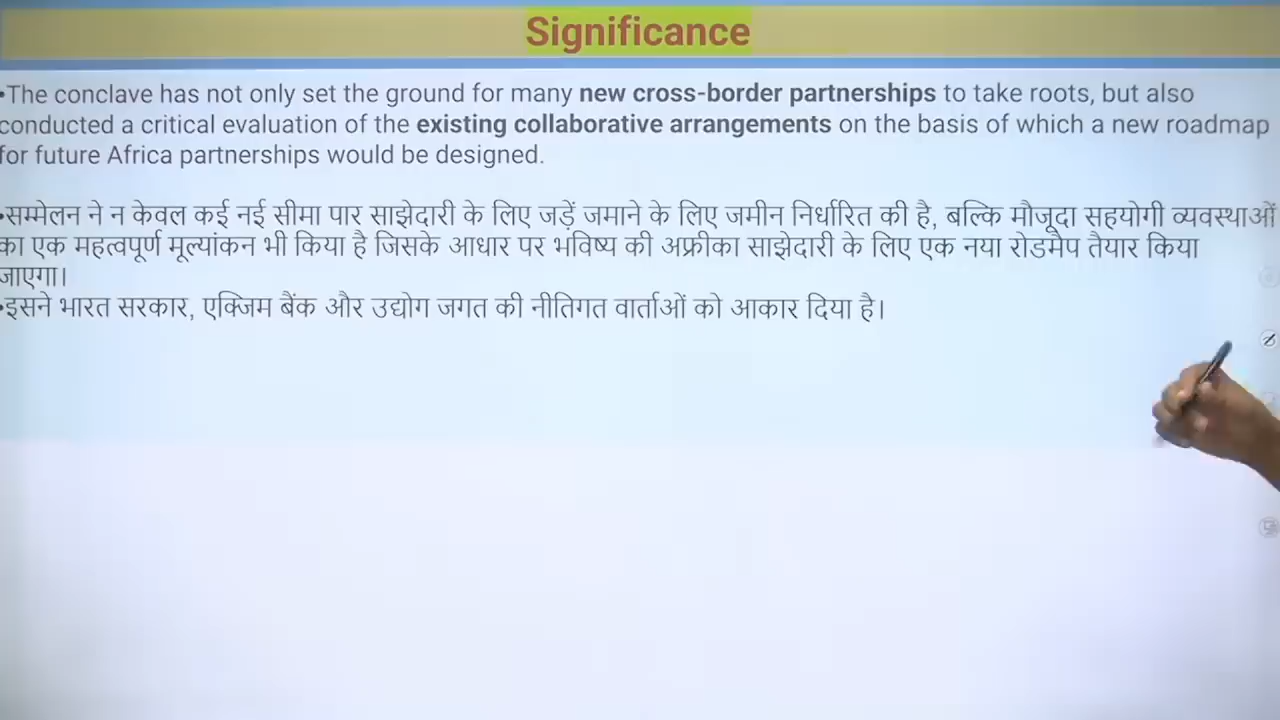 Significance
•The conclave has not only set the ground for many new cross-border partnerships to take roots, but also
conducted a critical evaluation of the existing collaborative arrangements on the basis of which a new roadmap
for future Africa partnerships would be designed.
•सम्मेलन ने न केवल कई नई सीमा पार साझेदारी के लिए जड़ें जमाने के लिए जमीन निर्धारित की है, बल्कि मौजूदा सहयोगी व्यवस्थाओं
का एक महत्वपूर्ण मूल्यांकन भी किया है जिसके आधार पर भविष्य की अफ्रीका साझेदारी के लिए एक नया रोडमैप तैयार किया
जाएगा।
•इसने भारत सरकार, एक्जिम बैंक और उद्योग जगत की नीतिगत वार्ताओं को आकार दिया है।